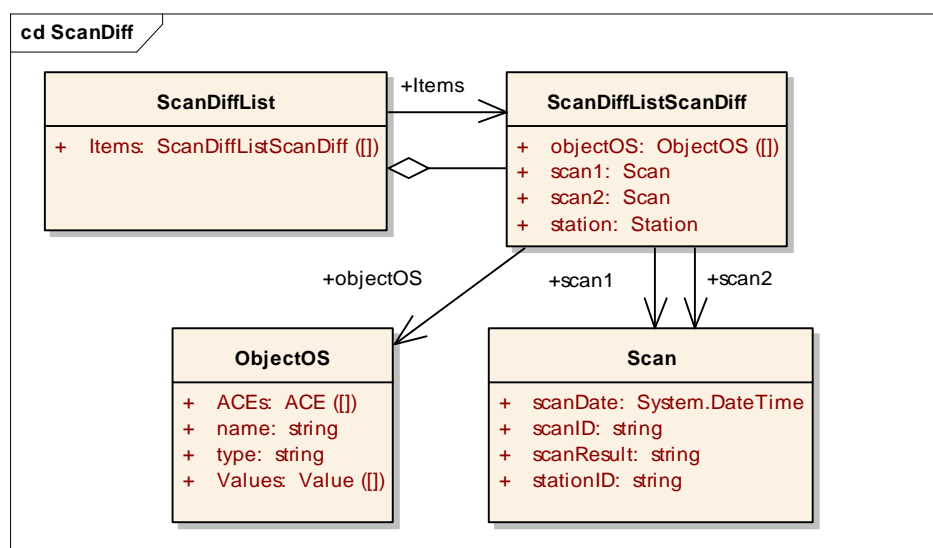 cd ScanDiff
ScanDiffList
+ Items: ScanDiffListScanDiff ([])
+Items
ScanDiffListScanDiff
+ objectOS: ObjectOS ([])
+ scan1: Scan
+ scan2: Scan
+ station: Station
+objectOS
+scan1
+scan2
ObjectOS
+ ACEs: ACE ([])
+ name: string
+ type: string
+ Values: Value ([])
Scan
+ scanDate: System.DateTime
+ scanID: string
+ scanResult: string
+ stationID: string